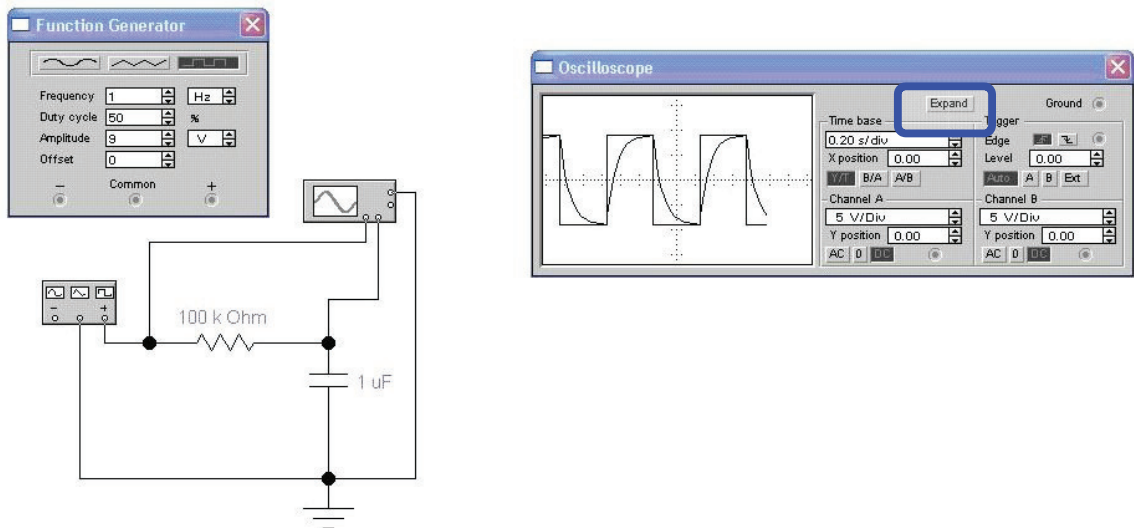 Function Generator
Frequency 1 Hz
Duty cycle 50 %
Amplitude 9 V
Offset 0
− Common +
Oscilloscope
Expand Ground
Time base Trigger
0.20 s/div Edge
X position 0.00 Level 0.00
Y/T B/A A/B Auto A B Ext
Channel A Channel B
5 V/Div 5 V/Div
Y position 0.00 Y position 0.00
AC 0 DC AC 0 DC
− +
100 k Ohm
1 uF